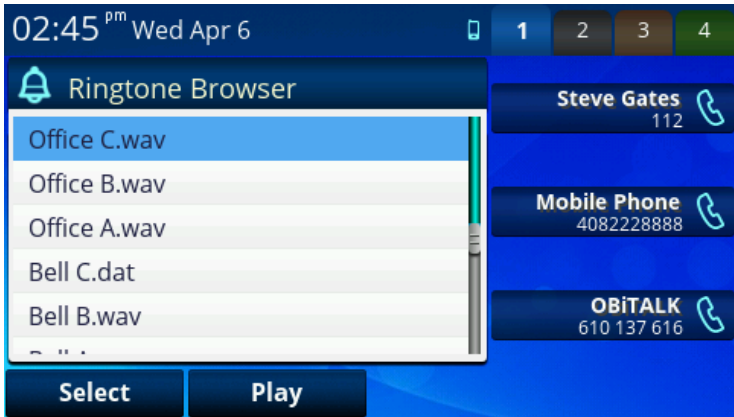 02:45 pm Wed Apr 6
1 2 3 4
Ringtone Browser
Office C.wav
Office B.wav
Office A.wav
Bell C.dat
Bell B.wav
Steve Gates
112
Mobile Phone
4082228888
OBiTALK
610 137 616
Select Play